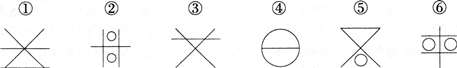 ① ② ③ ④ ⑤ ⑥